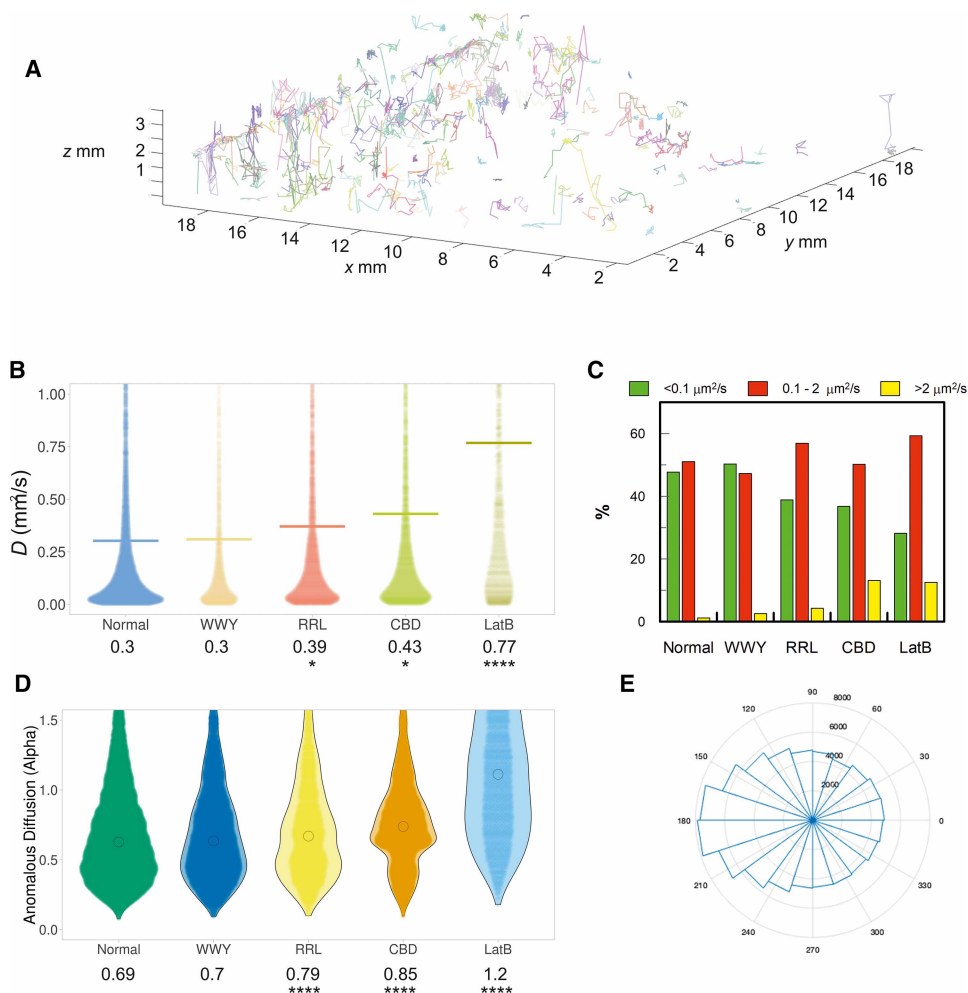 A
z mm
3
2
1
18
16
14
12
10
8
6
4
2
x mm
2
4
6
8
10
12
14
16
18
y mm
B
D (mm²/s)
1.00
0.75
0.50
0.25
0.00
Normal WWY RRL CBD LatB
0.3 0.3 0.39 0.43 0.77
* * ****
C
<0.1 μm²/s 0.1 - 2 μm²/s >2 μm²/s
%
60
40
20
0
Normal WWY RRL CBD LatB
D
Anomalous Diffusion (Alpha)
1.5
1.0
0.5
0.0
Normal WWY RRL CBD LatB
0.69 0.7 0.79 0.85 1.2
**** **** ****
E
90
120 8000 60
6000
150 4000 30
2000
180 0
210 330
240 300
270